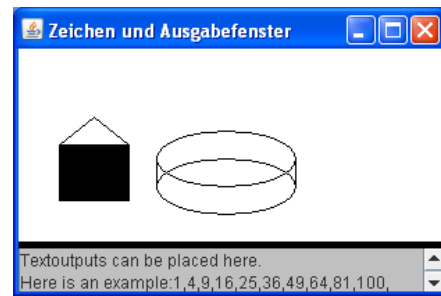 Zeichen und Ausgabefenster
Textoutputs can be placed here.
Here is an example:1,4,9,16,25,36,49,64,81,100,